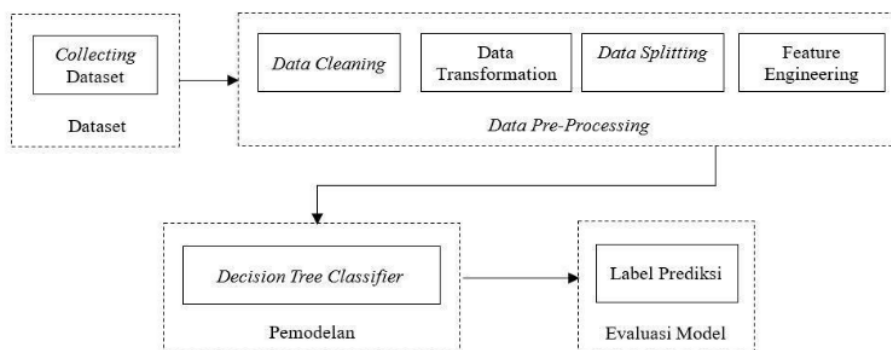 Collecting
Dataset
Dataset
Data Cleaning
Data
Transformation
Data Splitting
Feature
Engineering
Data Pre-Processing
Decision Tree Classifier
Pemodelan
Label Prediksi
Evaluasi Model